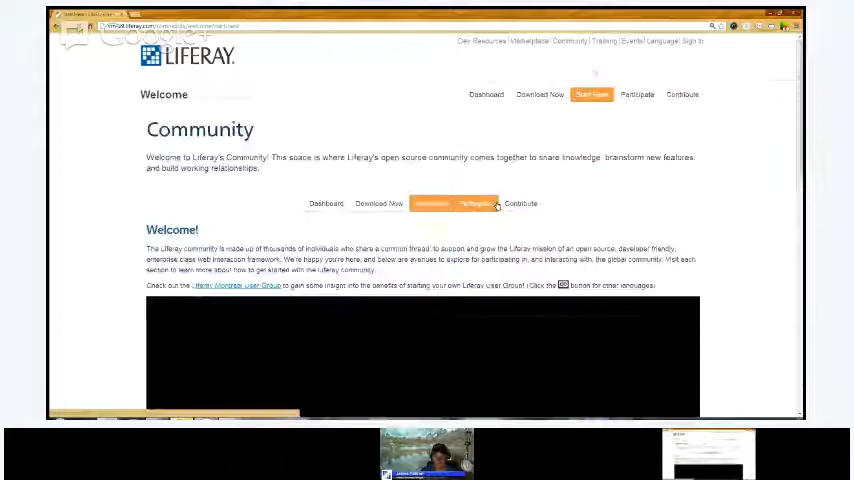 Google+
LIFERAY.
Dev Resources | Marketplace | Community | Training | Events | Language | Sign In
Welcome
Dashboard Download Now Start Here Participate Contribute
Community
Welcome to Liferay's Community! This space is where Liferay's open source community comes together to share knowledge, brainstorm new features, and build working relationships.
Dashboard Download Now Participate Contribute
Welcome!
The Liferay community is made up of thousands of individuals who share a common thread: to support and grow the Liferay mission of an open source, developer friendly,
enterprise class web interaction framework. We're happy you're here, and below are avenues to explore for participating in, and interacting with, the global community. Visit each
section to learn more about how to get started with the Liferay community.
Check out the Liferay Montreal User Group to gain some insight into the benefits of starting your own Liferay User Group! (Click the button for other languages)